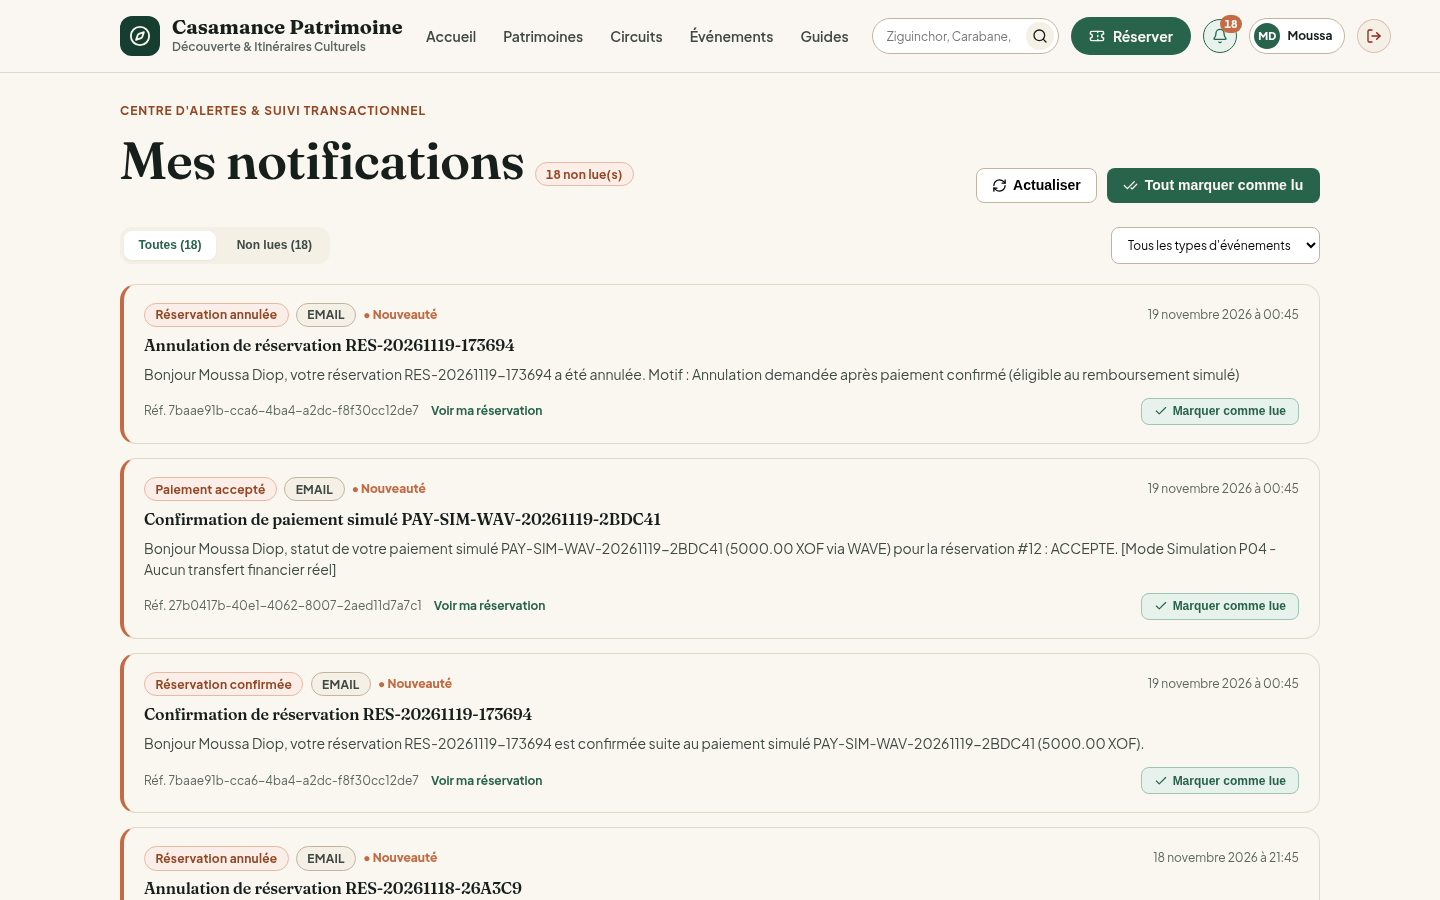 Casamance Patrimoine
Découverte & Itinéraires Culturels
Accueil
Patrimoines
Circuits
Événements
Guides
Ziguinchor, Carabane,
Réserver
18
MD
Moussa
CENTRE D'ALERTES & SUIVI TRANSACTIONNEL
Mes notifications
18 non lue(s)
Actualiser
Tout marquer comme lu
Toutes (18)
Non lues (18)
Tous les types d'événements
Réservation annulée
EMAIL
• Nouveauté
19 novembre 2026 à 00:45
Annulation de réservation RES-20261119-173694
Bonjour Moussa Diop, votre réservation RES-20261119-173694 a été annulée. Motif : Annulation demandée après paiement confirmé (éligible au remboursement simulé)
Réf. 7baae91b-cca6-4ba4-a2dc-f8f30cc12de7
Voir ma réservation
Marquer comme lue
Paiement accepté
EMAIL
• Nouveauté
19 novembre 2026 à 00:45
Confirmation de paiement simulé PAY-SIM-WAV-20261119-2BDC41
Bonjour Moussa Diop, statut de votre paiement simulé PAY-SIM-WAV-20261119-2BDC41 (5000.00 XOF via WAVE) pour la réservation #12 : ACCEPTE. [Mode Simulation P04 -
Aucun transfert financier réel]
Réf. 27b0417b-40e1-4062-8007-2aed11d7a7c1
Voir ma réservation
Marquer comme lue
Réservation confirmée
EMAIL
• Nouveauté
19 novembre 2026 à 00:45
Confirmation de réservation RES-20261119-173694
Bonjour Moussa Diop, votre réservation RES-20261119-173694 est confirmée suite au paiement simulé PAY-SIM-WAV-20261119-2BDC41 (5000.00 XOF).
Réf. 7baae91b-cca6-4ba4-a2dc-f8f30cc12de7
Voir ma réservation
Marquer comme lue
Réservation annulée
EMAIL
• Nouveauté
18 novembre 2026 à 21:45
Annulation de réservation RES-20261118-26A3C9